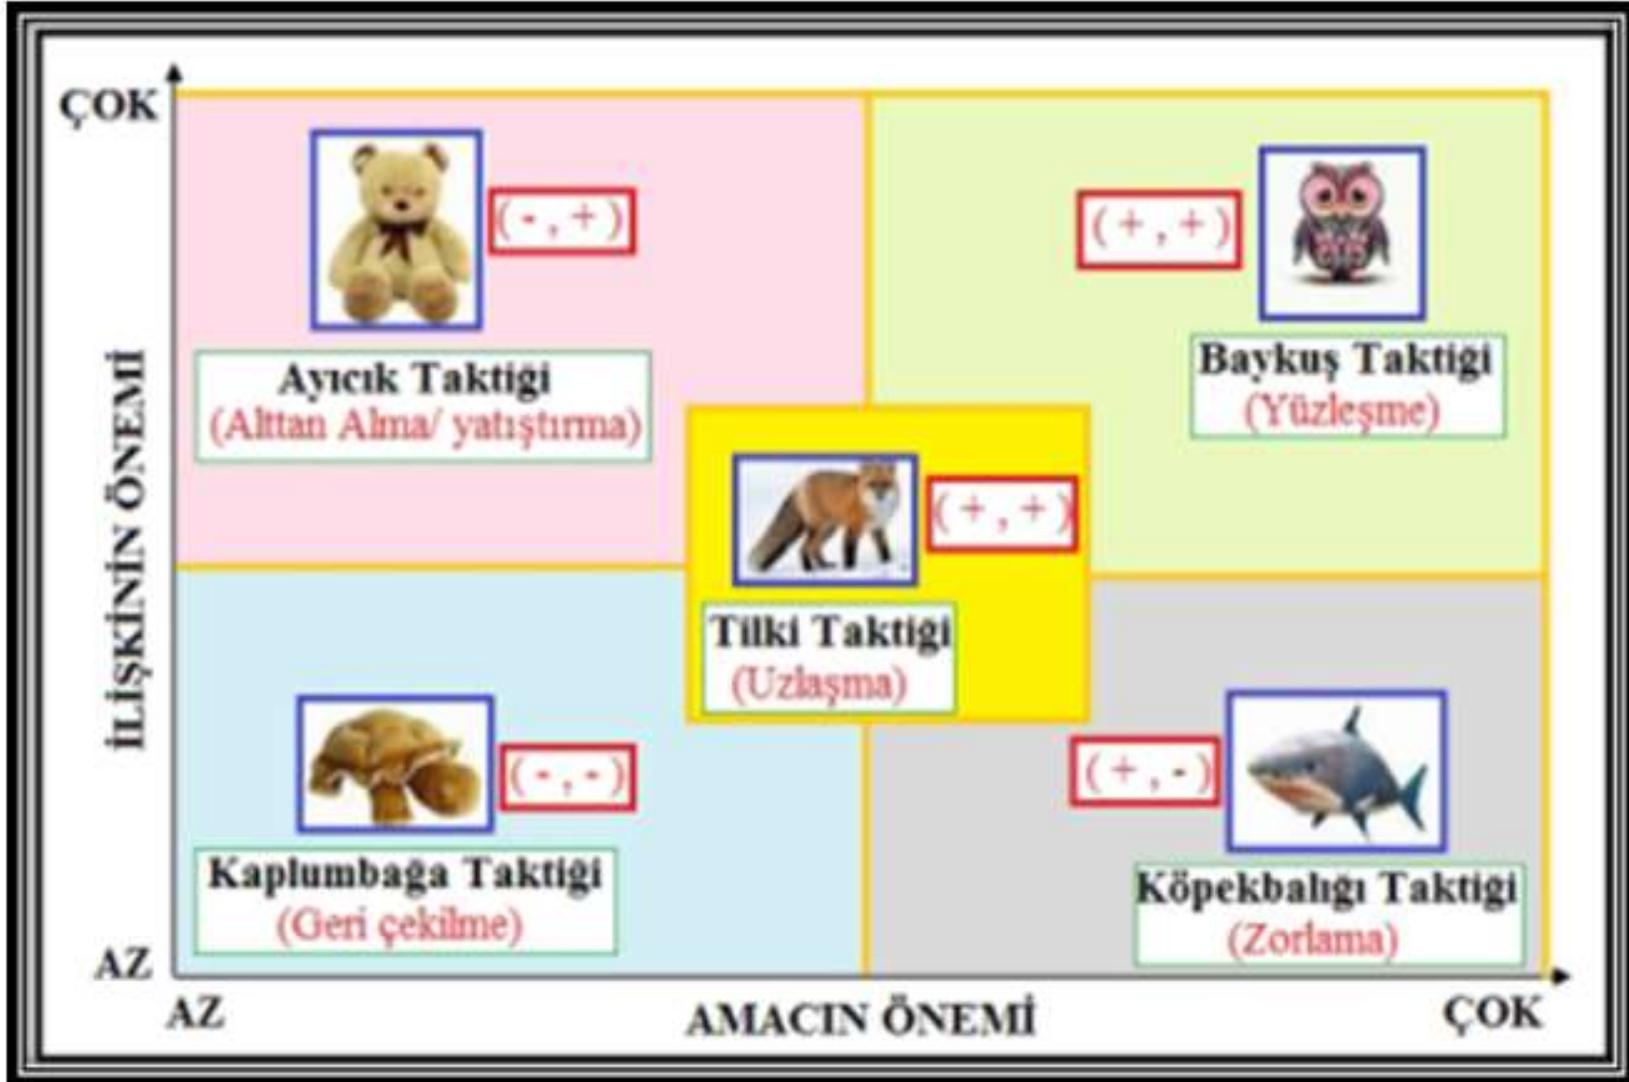 ÇOK
( - , + )
( + , + )
Ayıcık Taktiği
(Alttan Alma/ yatıştırma)
Baykuş Taktiği
(Yüzleşme)
İLİŞKİNİN ÖNEMİ
( + , + )
Tilki Taktiği
(Uzlaşma)
( - , - )
( + , - )
Kaplumbağa Taktiği
(Geri çekilme)
Köpekbalığı Taktiği
(Zorlama)
AZ
AZ
AMACIN ÖNEMİ
ÇOK